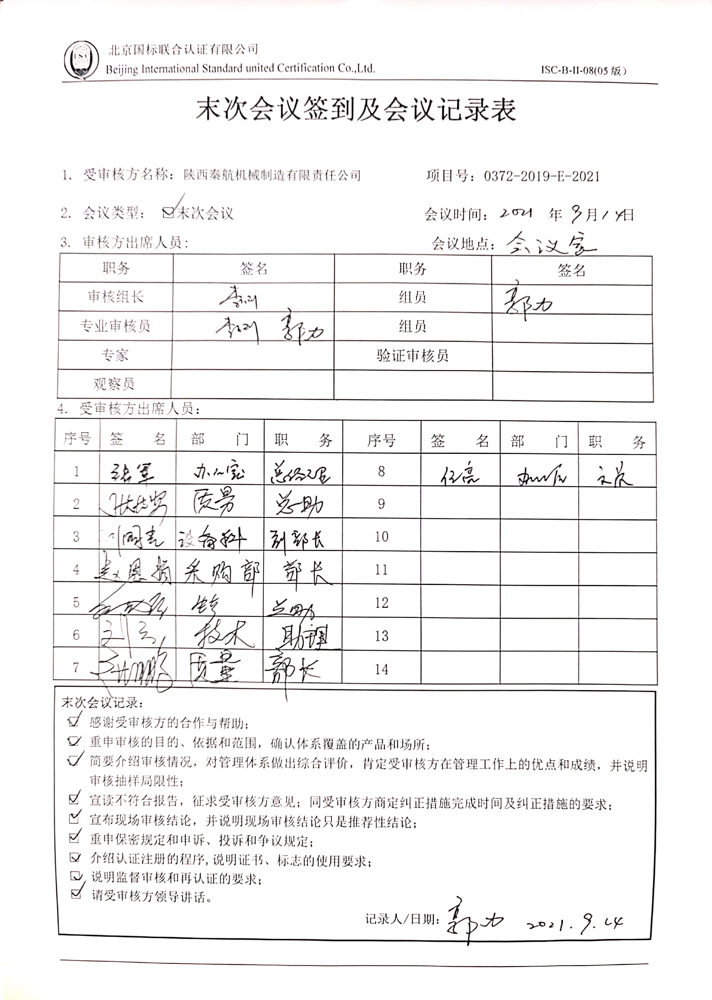 北京国标联合认证有限公司
Beijing International Standard united Certification Co.,Ltd.
ISC-B-II-08(05 版)
末次会议签到及会议记录表
1. 受审核方名称：陕西秦航机械制造有限责任公司 项目号：0372-2019-E-2021
2. 会议类型： 末次会议 会议时间：2021 年 9月14日
3. 审核方出席人员： 会议地点：会议室
职务 签名 职务 签名
审核组长 组员 郭力
专业审核员 郭力 组员
专家 验证审核员
观察员
4. 受审核方出席人员：
序号 签 名 部 门 职 务 序号 签 名 部 门 职 务
1 张军 办公室 总经理 8 任亮 办公室 文员
2 质量 总助 9
3 设备科 副部长 10
4 采购部 部长 11
5 总助 12
6 技术 助理 13
7 质量 部长 14
末次会议记录：
感谢受审核方的合作与帮助；
重申审核的目的、依据和范围，确认体系覆盖的产品和场所；
简要介绍审核情况，对管理体系做出综合评价，肯定受审核方在管理工作上的优点和成绩，并说明
审核抽样局限性；
宣读不符合报告，征求受审核方意见；同受审核方商定纠正措施完成时间及纠正措施的要求；
宣布现场审核结论，并说明现场审核结论只是推荐性结论；
重申保密规定和申诉、投诉和争议规定；
介绍认证注册的程序,说明证书、标志的使用要求；
说明监督审核和再认证的要求；
请受审核方领导讲话。
记录人/日期：郭力 2021.9.14